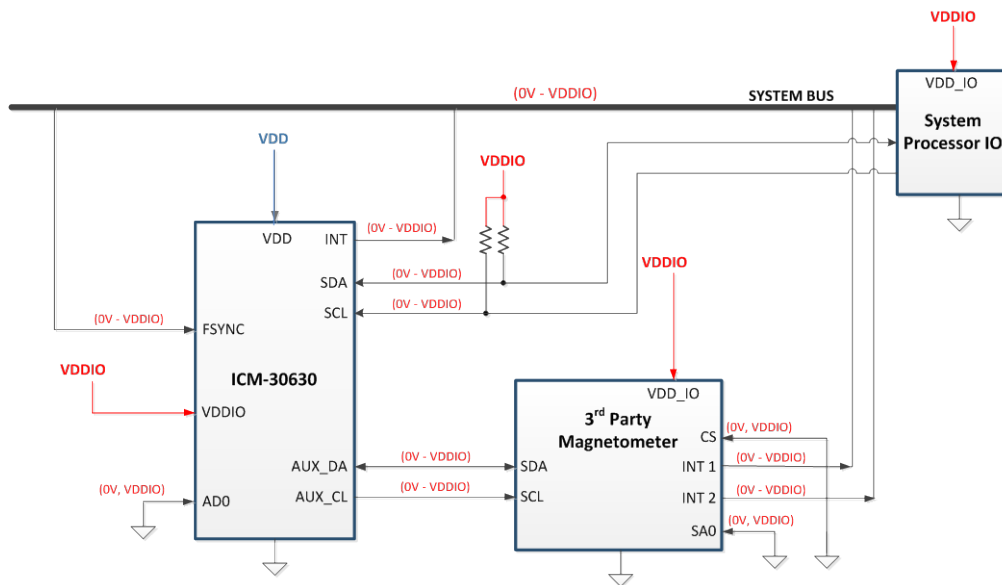 VDDIO
VDD_IO
(0V - VDDIO)
SYSTEM BUS
System
Processor IO
VDD
VDDIO
VDD
INT
(0V - VDDIO)
SDA
(0V - VDDIO)
VDDIO
SCL
(0V - VDDIO)
(0V - VDDIO)
FSYNC
VDDIO
ICM-30630
VDDIO
VDD_IO
3rd Party
Magnetometer
CS
(0V, VDDIO)
AUX_DA
(0V - VDDIO)
SDA
INT 1
(0V - VDDIO)
(0V, VDDIO)
AD0
AUX_CL
(0V - VDDIO)
SCL
INT 2
(0V - VDDIO)
SA0
(0V, VDDIO)